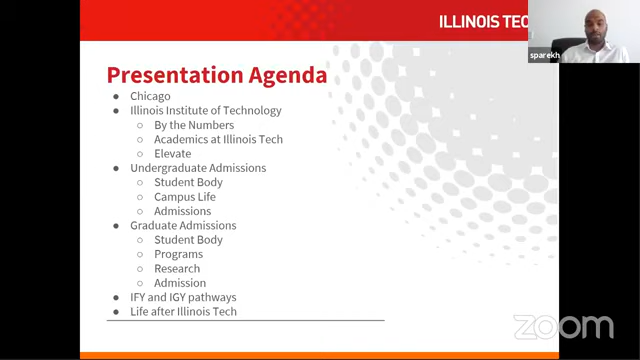 ILLINOIS TEC
sparekh
Presentation Agenda
● Chicago
● Illinois Institute of Technology
○ By the Numbers
○ Academics at Illinois Tech
○ Elevate
● Undergraduate Admissions
○ Student Body
○ Campus Life
○ Admissions
● Graduate Admissions
○ Student Body
○ Programs
○ Research
○ Admission
● IFY and IGY pathways
● Life after Illinois Tech
zoom